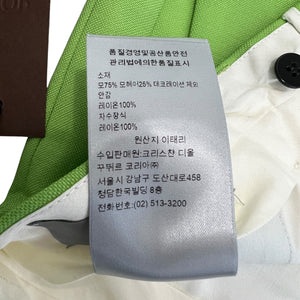 OR
품질경영및공산품안전
관리법에의한품질표시
소재
모75% 모헤어25% 데코레이션 제외
안감
레이온100%
자수장식
레이온100%
원산지 이태리
수입판매원: 크리스챤 디올
꾸뛰르 코리아㈜
서울시 강남구 도산대로458
청담한국빌딩 8층
전화번호: (02) 513-3200